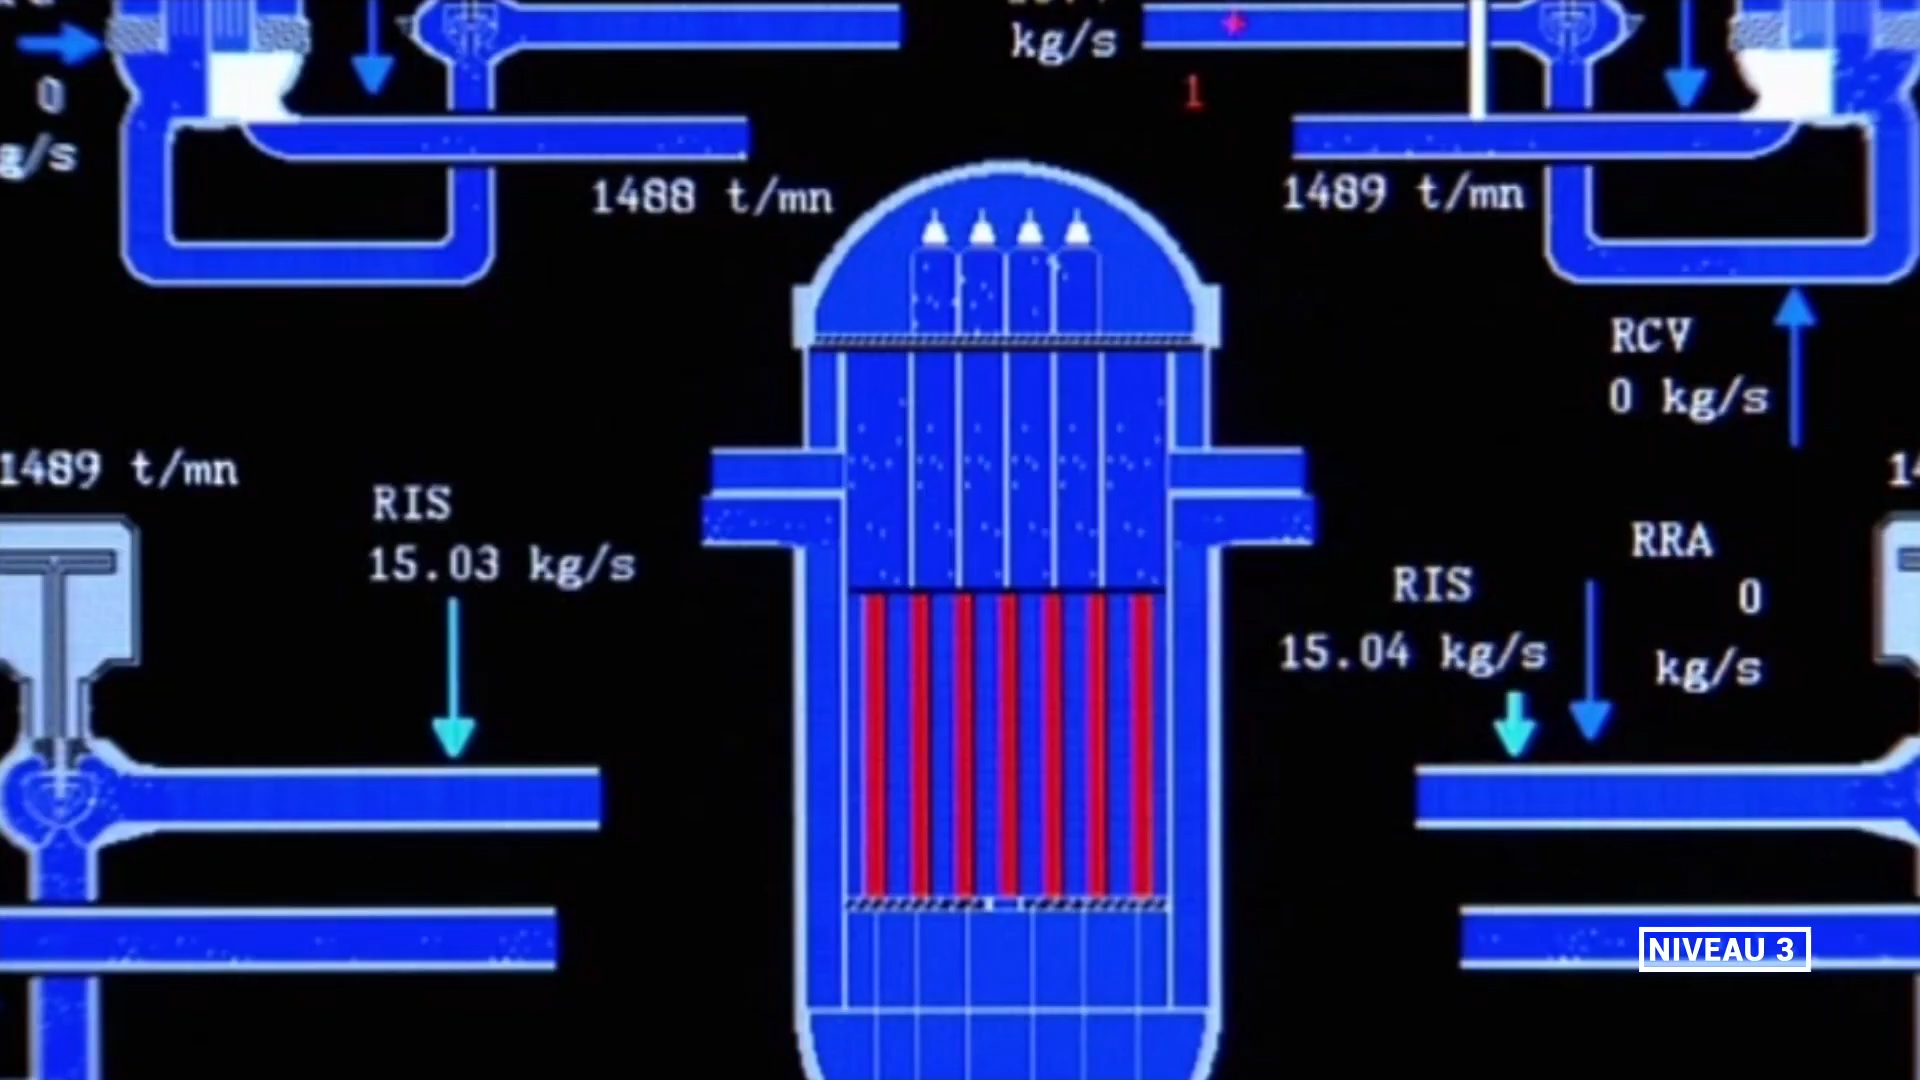 kg/s
1
0
g/s
1488 t/mn
1489 t/mn
RCV
0 kg/s
1489 t/mn
RIS
15.03 kg/s
RRA
0
kg/s
RIS
15.04 kg/s
NIVEAU 3